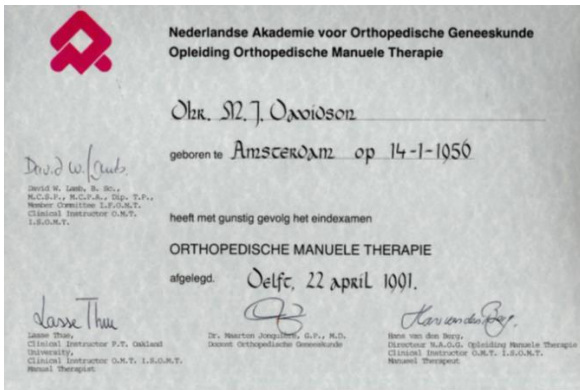 Nederlandse Akademie voor Orthopedische Geneeskunde
Opleiding Orthopedische Manuele Therapie
Dhr. M.J. Davidson
geboren te Amsterdam op 14-1-1956
David W. Lamb, B. Sc.,
M.C.S.P., M.C.P.A., Dip. T.P.,
Member Committee I.F.O.M.T.
Clinical Instructor O.M.T.
I.S.O.M.T.
heeft met gunstig gevolg het eindexamen
ORTHOPEDISCHE MANUELE THERAPIE
afgelegd. Delft, 22 april 1991.
Lasse Thue,
Clinical Instructor P.T. Oakland
University,
Clinical Instructor O.M.T. I.S.O.M.T.
Manual Therapist
Dr. Maarten
Docent Orthopedische Geneeskunde
Hans van den Berg,
Directeur N.A.O.G. Opleiding Manuele Therapie
Clinical Instructor O.M.T. I.S.O.M.T.
Manueel Therapeut